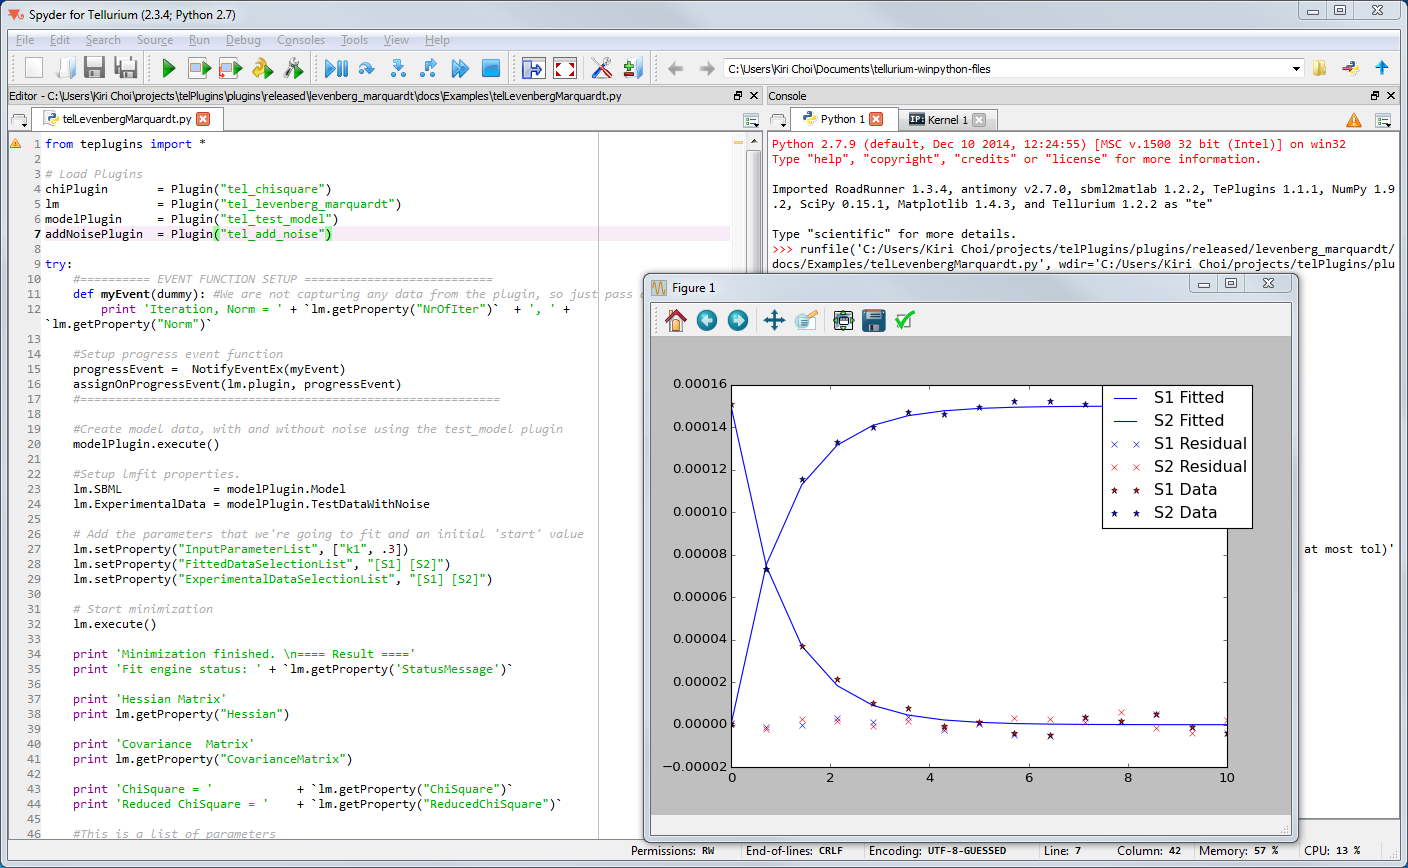 Spyder for Tellurium (2.3.4; Python 2.7)
File Edit Search Source Run Debug Consoles Tools View Help
C:\Users\Kiri Choi\Documents\tellurium-winpython-files
Editor - C:\Users\Kiri Choi\projects\telPlugins\plugins\released\levenberg_marquardt\docs\Examples\telLevenbergMarquardt.py
telLevenbergMarquardt.py
1 from teplugins import *
2
3 # Load Plugins
4 chiPlugin       = Plugin("tel_chisquare")
5 lm              = Plugin("tel_levenberg_marquardt")
6 modelPlugin     = Plugin("tel_test_model")
7 addNoisePlugin  = Plugin("tel_add_noise")
8
9 try:
10     #========== EVENT FUNCTION SETUP ===========================
11     def myEvent(dummy): #We are not capturing any data from the plugin, so just pass
12         print 'Iteration, Norm = ' + `lm.getProperty("NrOfIter")`  + ', ' +
`lm.getProperty("Norm")`
13
14     #Setup progress event function
15     progressEvent =  NotifyEventEx(myEvent)
16     assignOnProgressEvent(lm.plugin, progressEvent)
17     #============================================================
18
19     #Create model data, with and without noise using the test_model plugin
20     modelPlugin.execute()
21
22     #Setup lmfit properties.
23     lm.SBML             = modelPlugin.Model
24     lm.ExperimentalData = modelPlugin.TestDataWithNoise
25
26     # Add the parameters that we're going to fit and an initial 'start' value
27     lm.setProperty("InputParameterList", ["k1", .3])
28     lm.setProperty("FittedDataSelectionList", "[S1] [S2]")
29     lm.setProperty("ExperimentalDataSelectionList", "[S1] [S2]")
30
31     # Start minimization
32     lm.execute()
33
34     print 'Minimization finished. \n==== Result ===='
35     print 'Fit engine status: ' + `lm.getProperty('StatusMessage')`
36
37     print 'Hessian Matrix'
38     print lm.getProperty("Hessian")
39
40     print 'Covariance  Matrix'
41     print lm.getProperty("CovarianceMatrix")
42
43     print 'ChiSquare = '            + `lm.getProperty("ChiSquare")`
44     print 'Reduced ChiSquare = '    + `lm.getProperty("ReducedChiSquare")`
45
46     #This is a list of parameters
Console
Python 1
IP: Kernel 1
Python 2.7.9 (default, Dec 10 2014, 12:24:55) [MSC v.1500 32 bit (Intel)] on win32
Type "help", "copyright", "credits" or "license" for more information.
Imported RoadRunner 1.3.4, antimony v2.7.0, sbml2matlab 1.2.2, TePlugins 1.1.1, NumPy 1.9
.2, SciPy 0.15.1, Matplotlib 1.4.3, and Tellurium 1.2.2 as "te"
Type "scientific" for more details.
>>> runfile('C:/Users/Kiri Choi/projects/telPlugins/plugins/released/levenberg_marquardt/
docs/Examples/telLevenbergMarquardt.py', wdir='C:/Users/Kiri Choi/projects/telPlugins/plu
at most tol)'
Figure 1
0.00016
0.00014
0.00012
0.00010
0.00008
0.00006
0.00004
0.00002
0.00000
−0.00002
0 2 4 6 8 10
S1 Fitted
S2 Fitted
S1 Residual
S2 Residual
S1 Data
S2 Data
Permissions: RW End-of-lines: CRLF Encoding: UTF-8-GUESSED Line: 7 Column: 42 Memory: 57 % CPU: 13 %